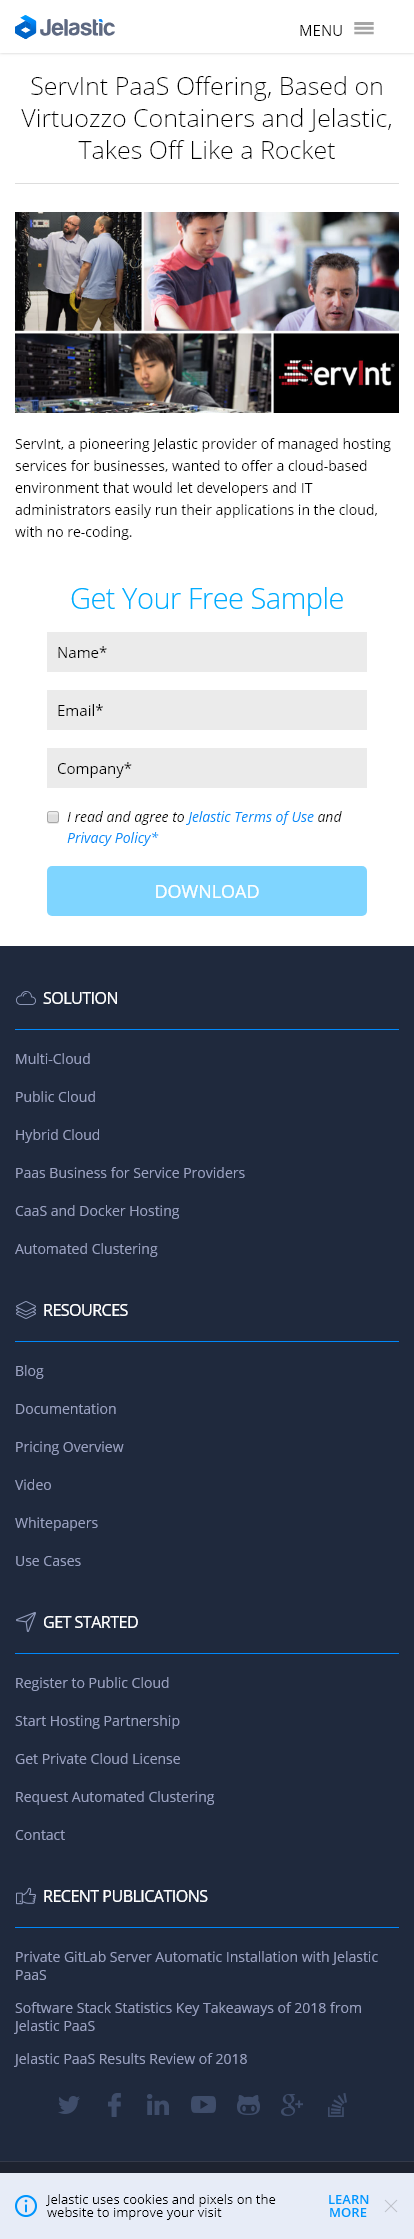 Jelastic
MENU
ServInt PaaS Offering, Based on
Virtuozzo Containers and Jelastic,
Takes Off Like a Rocket
ServInt
ServInt, a pioneering Jelastic provider of managed hosting
services for businesses, wanted to offer a cloud-based
environment that would let developers and IT
administrators easily run their applications in the cloud,
with no re-coding.
Get Your Free Sample
Name*
Email*
Company*
I read and agree to Jelastic Terms of Use and
Privacy Policy*
DOWNLOAD
SOLUTION
Multi-Cloud
Public Cloud
Hybrid Cloud
Paas Business for Service Providers
CaaS and Docker Hosting
Automated Clustering
RESOURCES
Blog
Documentation
Pricing Overview
Video
Whitepapers
Use Cases
GET STARTED
Register to Public Cloud
Start Hosting Partnership
Get Private Cloud License
Request Automated Clustering
Contact
RECENT PUBLICATIONS
Private GitLab Server Automatic Installation with Jelastic
PaaS
Software Stack Statistics Key Takeaways of 2018 from
Jelastic PaaS
Jelastic PaaS Results Review of 2018
Jelastic uses cookies and pixels on the
website to improve your visit
LEARN
MORE